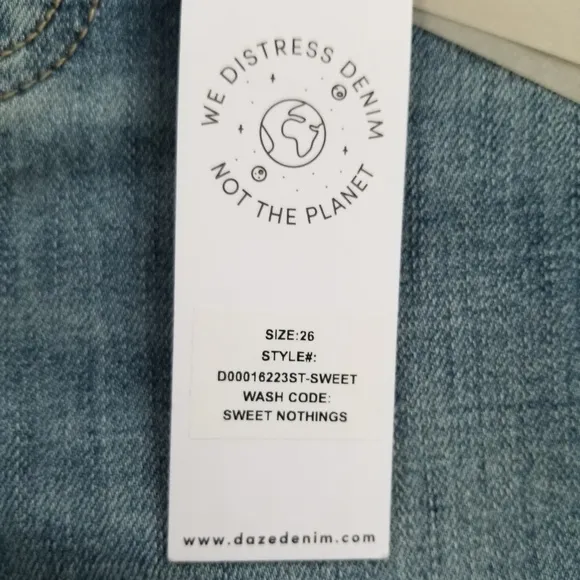 WE DISTRESS DENIM
NOT THE PLANET
SIZE:26
STYLE#:
D00016223ST-SWEET
WASH CODE:
SWEET NOTHINGS
www.dazedenim.com